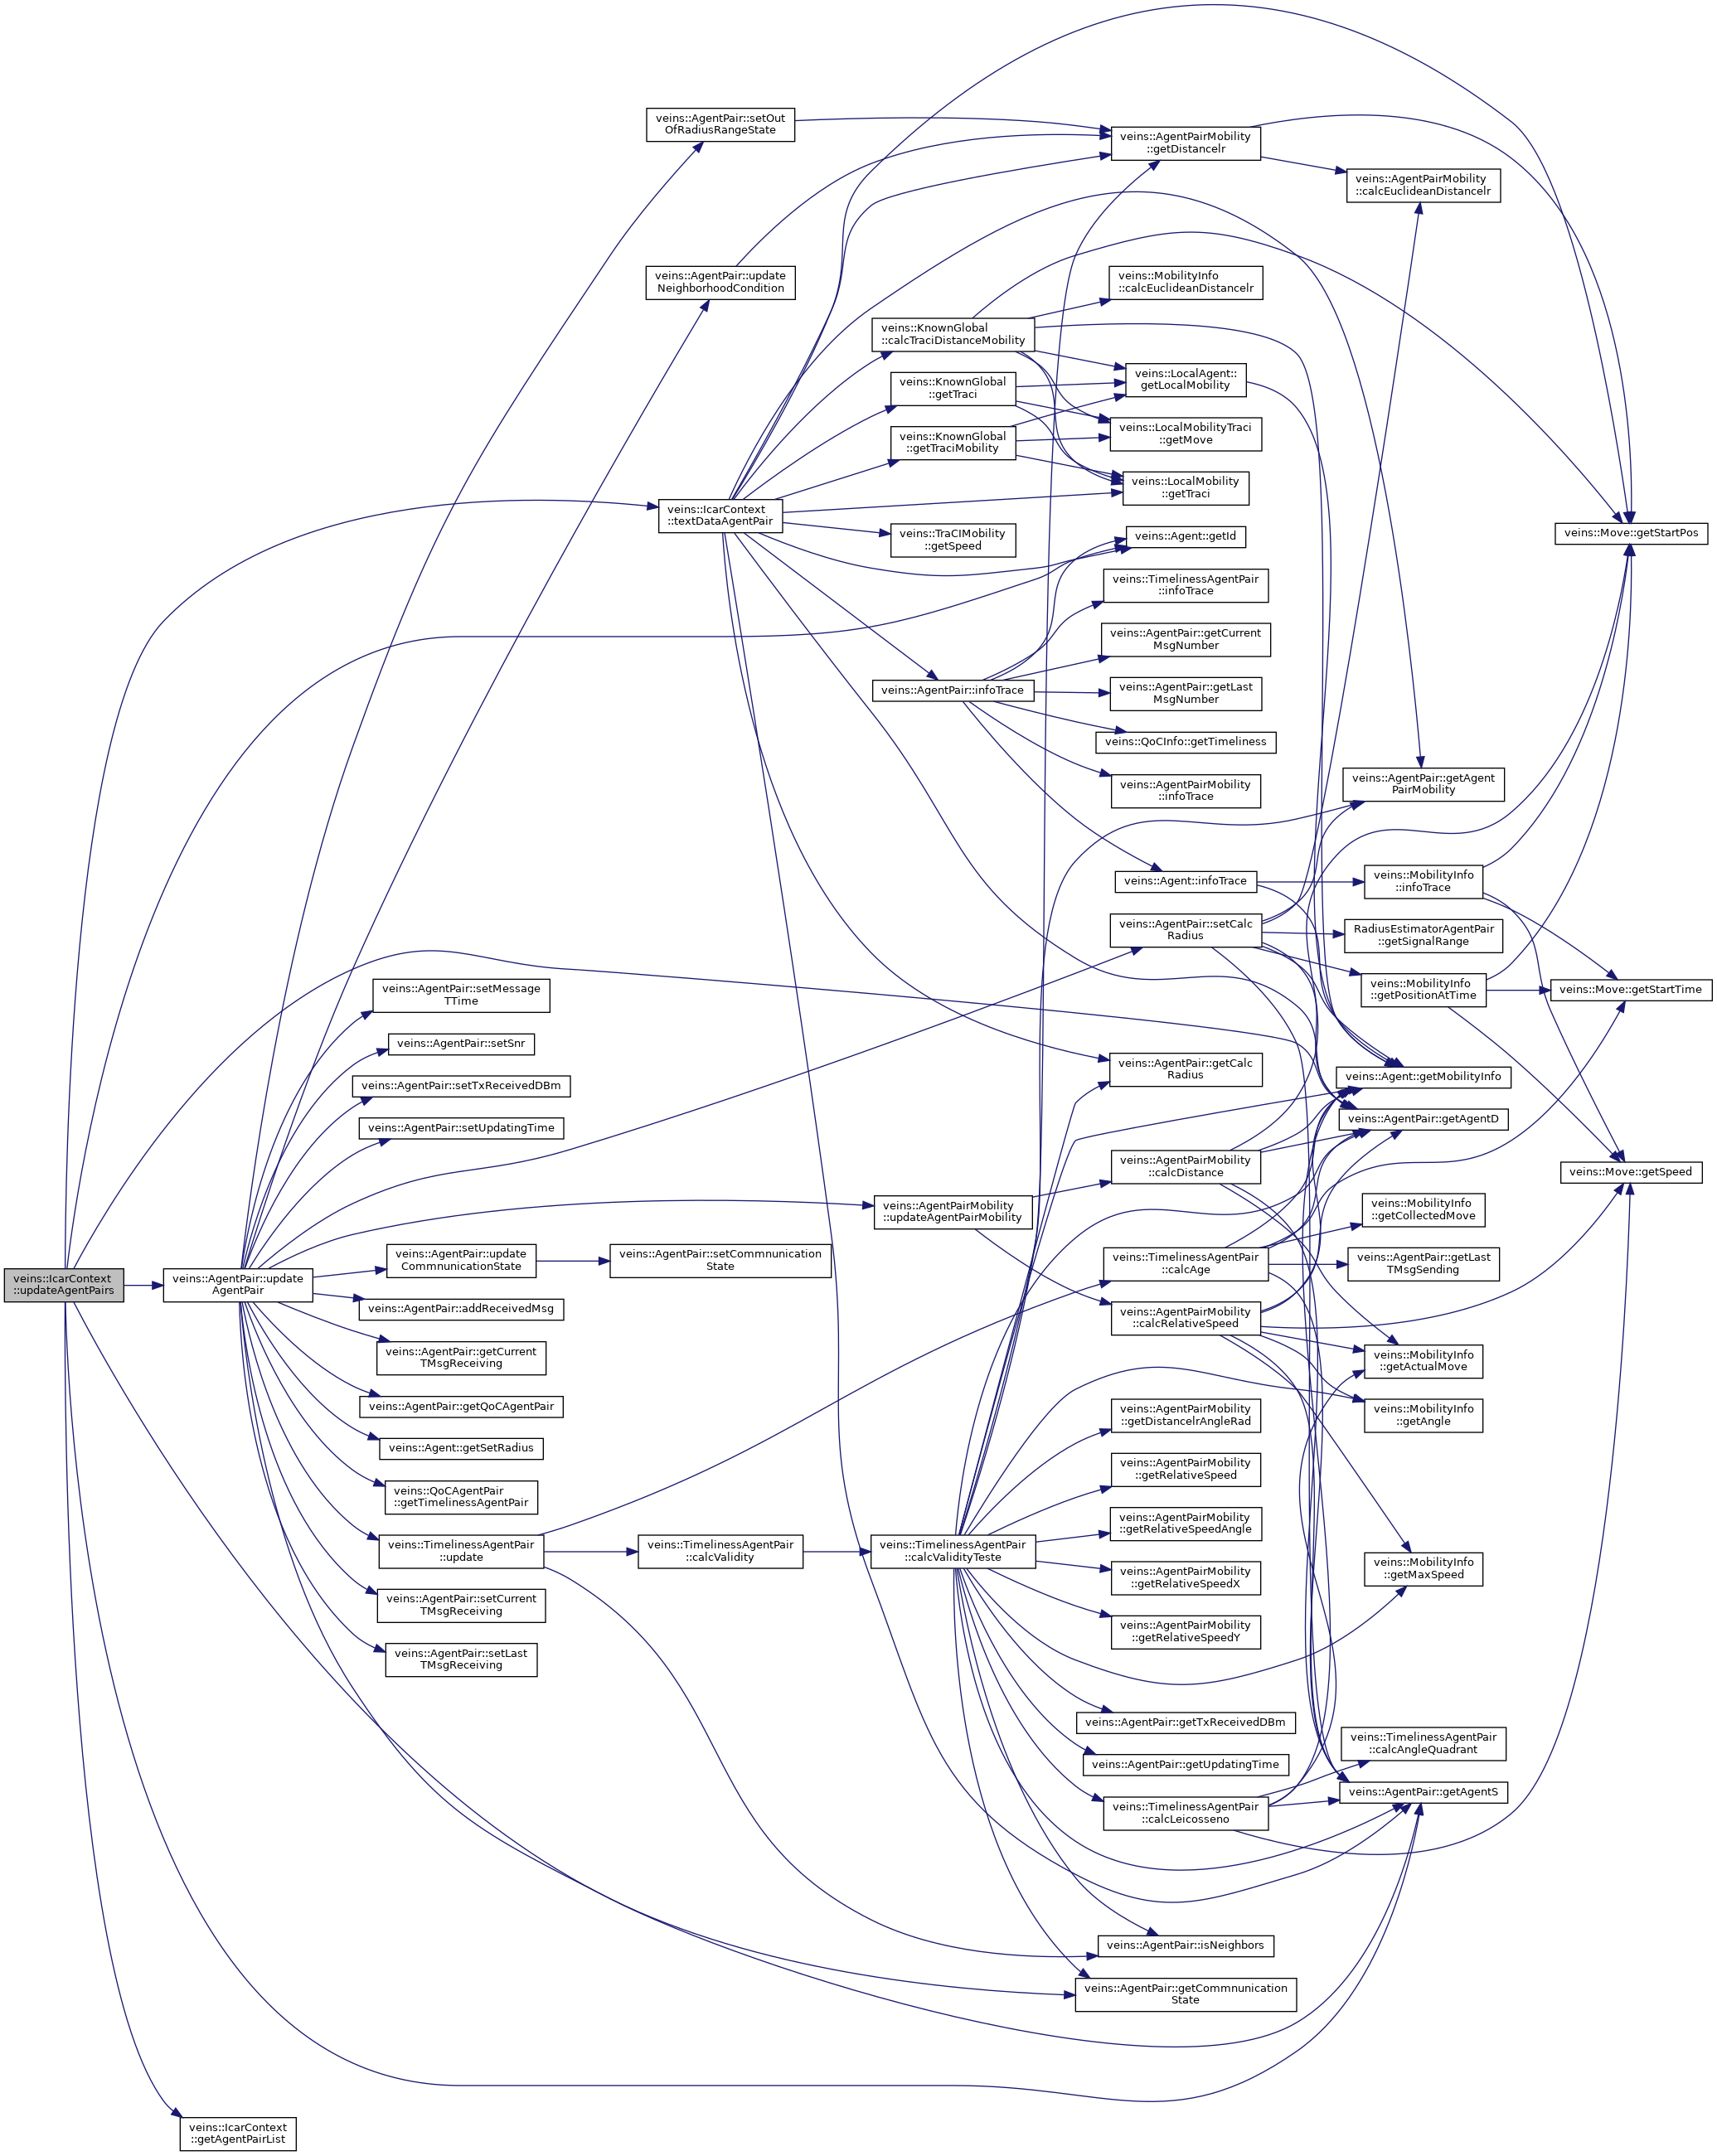 veins::IcarContext
::updateAgentPairs
veins::AgentPair::update
AgentPair
veins::IcarContext
::getAgentPairList
veins::AgentPair::setMessage
TTime
veins::AgentPair::setSnr
veins::AgentPair::setTxReceivedDBm
veins::AgentPair::setUpdatingTime
veins::AgentPair::update
CommnunicationState
veins::AgentPair::addReceivedMsg
veins::AgentPair::getCurrent
TMsgReceiving
veins::AgentPair::getQoCAgentPair
veins::Agent::getSetRadius
veins::QoCAgentPair
::getTimelinessAgentPair
veins::TimelinessAgentPair
::update
veins::AgentPair::setCurrent
TMsgReceiving
veins::AgentPair::setLast
TMsgReceiving
veins::AgentPair::setOut
OfRadiusRangeState
veins::AgentPair::update
NeighborhoodCondition
veins::IcarContext
::textDataAgentPair
veins::AgentPair::setCommnunication
State
veins::TimelinessAgentPair
::calcValidity
veins::KnownGlobal
::calcTraciDistanceMobility
veins::KnownGlobal
::getTraci
veins::KnownGlobal
::getTraciMobility
veins::TraCIMobility
::getSpeed
veins::AgentPair::infoTrace
veins::AgentPairMobility
::updateAgentPairMobility
veins::TimelinessAgentPair
::calcValidityTeste
veins::AgentPairMobility
::getDistancelr
veins::MobilityInfo
::calcEuclideanDistancelr
veins::LocalAgent::
getLocalMobility
veins::LocalMobilityTraci
::getMove
veins::LocalMobility
::getTraci
veins::Agent::getId
veins::TimelinessAgentPair
::infoTrace
veins::AgentPair::getCurrent
MsgNumber
veins::AgentPair::getLast
MsgNumber
veins::QoCInfo::getTimeliness
veins::AgentPairMobility
::infoTrace
veins::Agent::infoTrace
veins::AgentPair::setCalc
Radius
veins::AgentPair::getCalc
Radius
veins::AgentPairMobility
::calcDistance
veins::TimelinessAgentPair
::calcAge
veins::AgentPairMobility
::calcRelativeSpeed
veins::AgentPairMobility
::getDistancelrAngleRad
veins::AgentPairMobility
::getRelativeSpeed
veins::AgentPairMobility
::getRelativeSpeedAngle
veins::AgentPairMobility
::getRelativeSpeedX
veins::AgentPairMobility
::getRelativeSpeedY
veins::AgentPair::getTxReceivedDBm
veins::AgentPair::getUpdatingTime
veins::TimelinessAgentPair
::calcLeicosseno
veins::AgentPair::isNeighbors
veins::AgentPair::getCommnunication
State
veins::AgentPairMobility
::calcEuclideanDistancelr
veins::AgentPair::getAgent
PairMobility
veins::MobilityInfo
::infoTrace
RadiusEstimatorAgentPair
::getSignalRange
veins::MobilityInfo
::getPositionAtTime
veins::Agent::getMobilityInfo
veins::AgentPair::getAgentD
veins::MobilityInfo
::getCollectedMove
veins::AgentPair::getLast
TMsgSending
veins::MobilityInfo
::getActualMove
veins::MobilityInfo
::getAngle
veins::MobilityInfo
::getMaxSpeed
veins::TimelinessAgentPair
::calcAngleQuadrant
veins::AgentPair::getAgentS
veins::Move::getStartPos
veins::Move::getStartTime
veins::Move::getSpeed